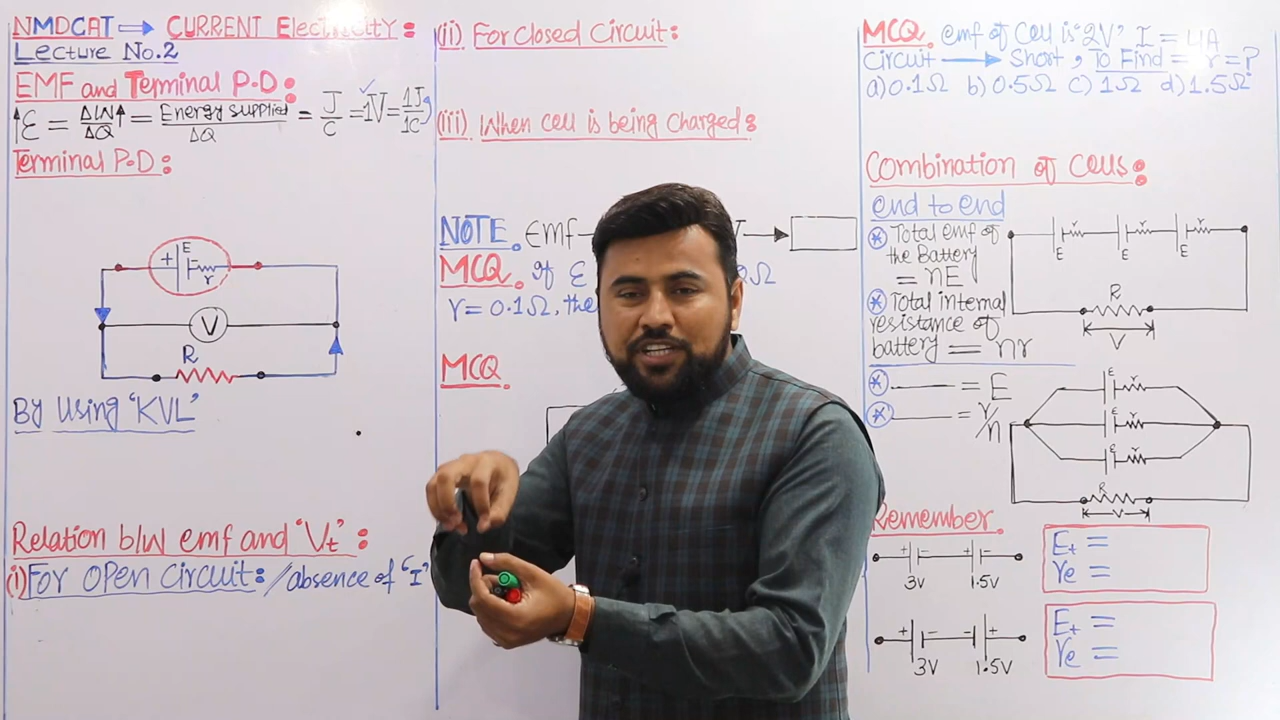 NMDCAT ⇒ CURRENT ElectriCITY:
Lecture No.2
EMF and Terminal P.D:
↑ε = ΔW/ΔQ↑ = Energy supplied/ΔQ = J/C = 1V = 1J/1C
Terminal P.D:
+ E -
r
V
R
By Using 'KVL'
Relation b/w emf and 'Vt':
(i) For Open Circuit: /absence of 'I'
(ii) For Closed Circuit:
(iii) When cell is being Charged:
NOTE. Emf
MCQ. If ε Ω
r = 0.1Ω, the
MCQ.
MCQ. emf of Cell is "2V" I = 4A
Circuit → Short, To Find = r = ?
a) 0.1Ω b) 0.5Ω c) 1Ω d) 1.5Ω
Combination of Cells:
end to end
* Total emf of
the Battery
= nE
* Total internal
resistance of
battery = nr
r r r
E E E
R
V
* = E
* = r/n
E r
E r
E r
R
V
Remember.
+ - + -
3V 1.5V
Et =
re =
+ - - +
3V 1.5V
Et =
re =